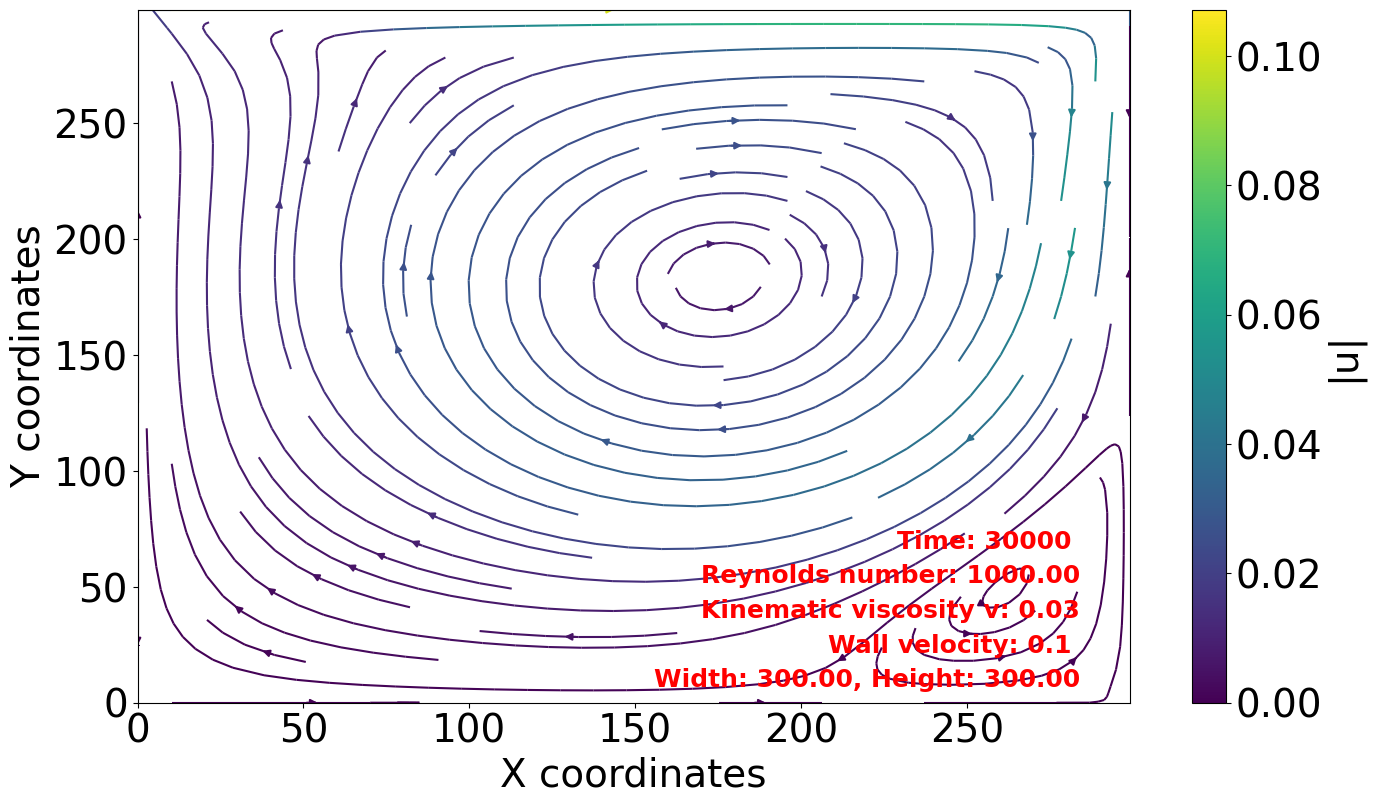 0.10
250
0.08
200
0.06
150
|u|
Y coordinates
0.04
100
Time: 30000
Reynolds number: 1000.00
50
Kinematic viscosity v: 0.03
0.02
Wall velocity: 0.1
Width: 300.00, Height: 300.00
0
0.00
0 50 100 150 200 250
X coordinates